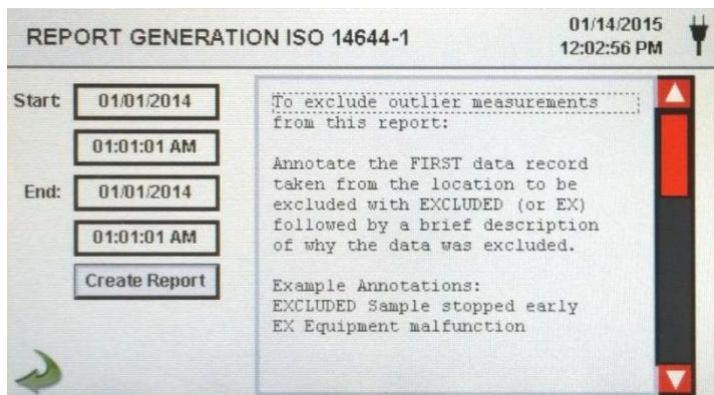 REPORT GENERATION ISO 14644-1
01/14/2015
12:02:56 PM
Start:
01/01/2014
01:01:01 AM
End:
01/01/2014
01:01:01 AM
Create Report
To exclude outlier measurements
from this report:
Annotate the FIRST data record
taken from the location to be
excluded with EXCLUDED (or EX)
followed by a brief description
of why the data was excluded.
Example Annotations:
EXCLUDED Sample stopped early
EX Equipment malfunction